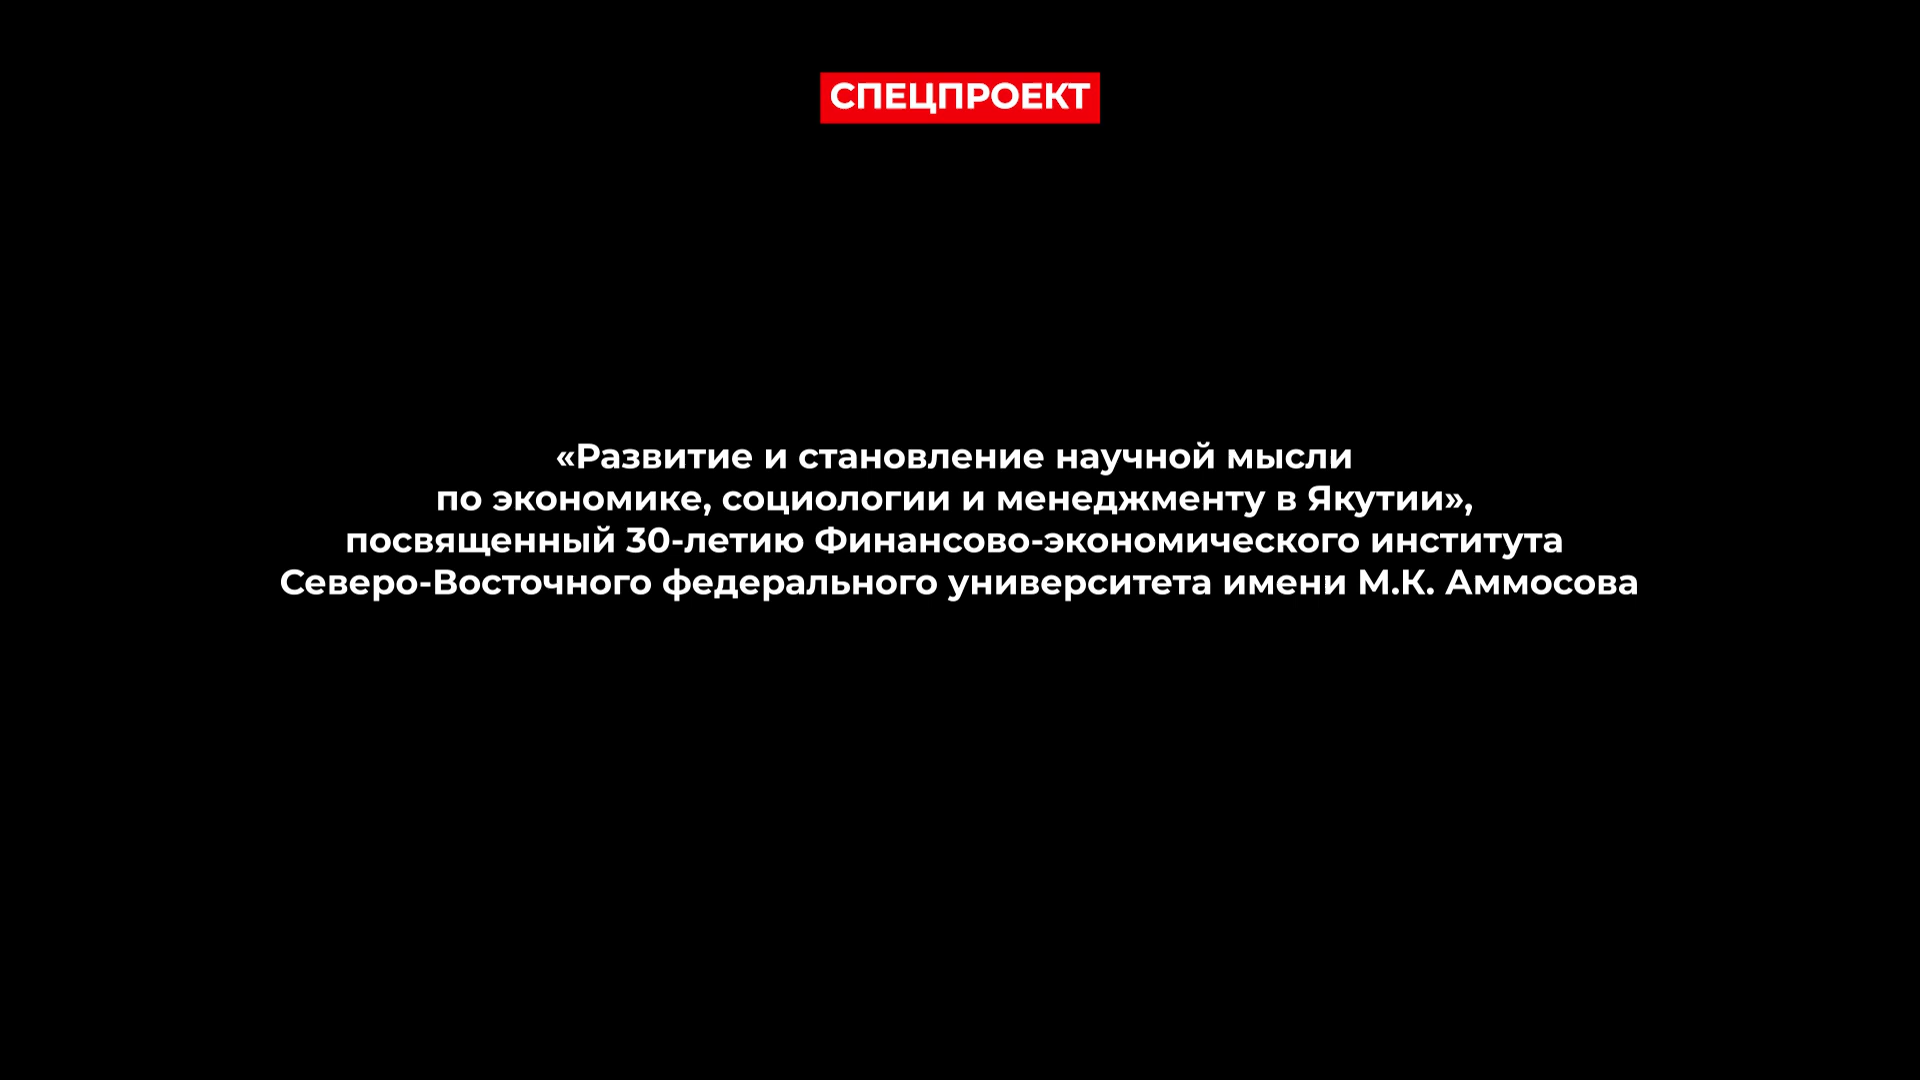 СПЕЦПРОЕКТ
«Развитие и становление научной мысли
по экономике, социологии и менеджменту в Якутии»,
посвященный 30-летию Финансово-экономического института
Северо-Восточного федерального университета имени М.К. Аммосова